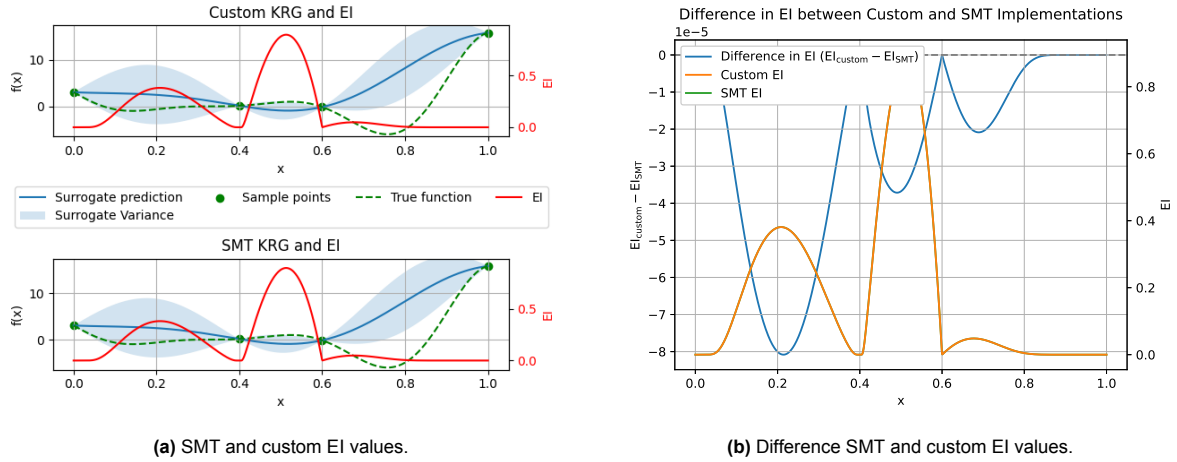 Custom KRG and EI
10
0
f(x)
0.5
0.0
EI
0.0 0.2 0.4 0.6 0.8 1.0
x
Surrogate prediction Sample points True function EI
Surrogate Variance
SMT KRG and EI
10
0
f(x)
0.5
0.0
EI
0.0 0.2 0.4 0.6 0.8 1.0
x
(a) SMT and custom EI values.
Difference in EI between Custom and SMT Implementations
1e−5
Difference in EI (EIcustom − EISMT)
Custom EI
SMT EI
0
−1
−2
−3
−4
−5
−6
−7
−8
EIcustom − EISMT
0.8
0.6
0.4
0.2
0.0
EI
0.0 0.2 0.4 0.6 0.8 1.0
x
(b) Difference SMT and custom EI values.